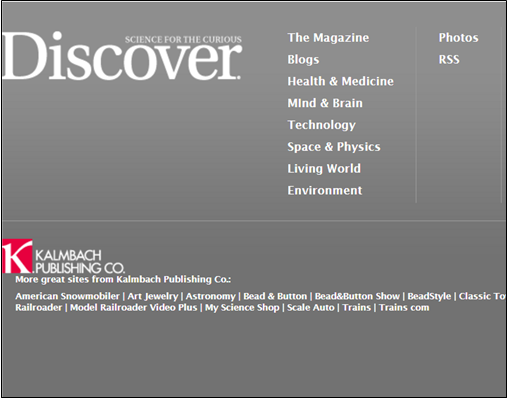 SCIENCE FOR THE CURIOUS
Discover
The Magazine
Blogs
Health & Medicine
MInd & Brain
Technology
Space & Physics
Living World
Environment
Photos
RSS
KALMBACH
PUBLISHING CO.
More great sites from Kalmbach Publishing Co.:
American Snowmobiler | Art Jewelry | Astronomy | Bead & Button | Bead&Button Show | BeadStyle | Classic To
Railroader | Model Railroader Video Plus | My Science Shop | Scale Auto | Trains | Trains com